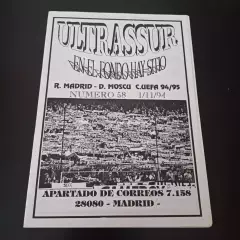 ULTRASSUR
EN EL FONDO HAY SITIO
R. MADRID - D. MOSCU C.UEFA 94/95
NUMERO 58 1/11/94
APARTADO DE CORREOS 7.158
28080 - MADRID -